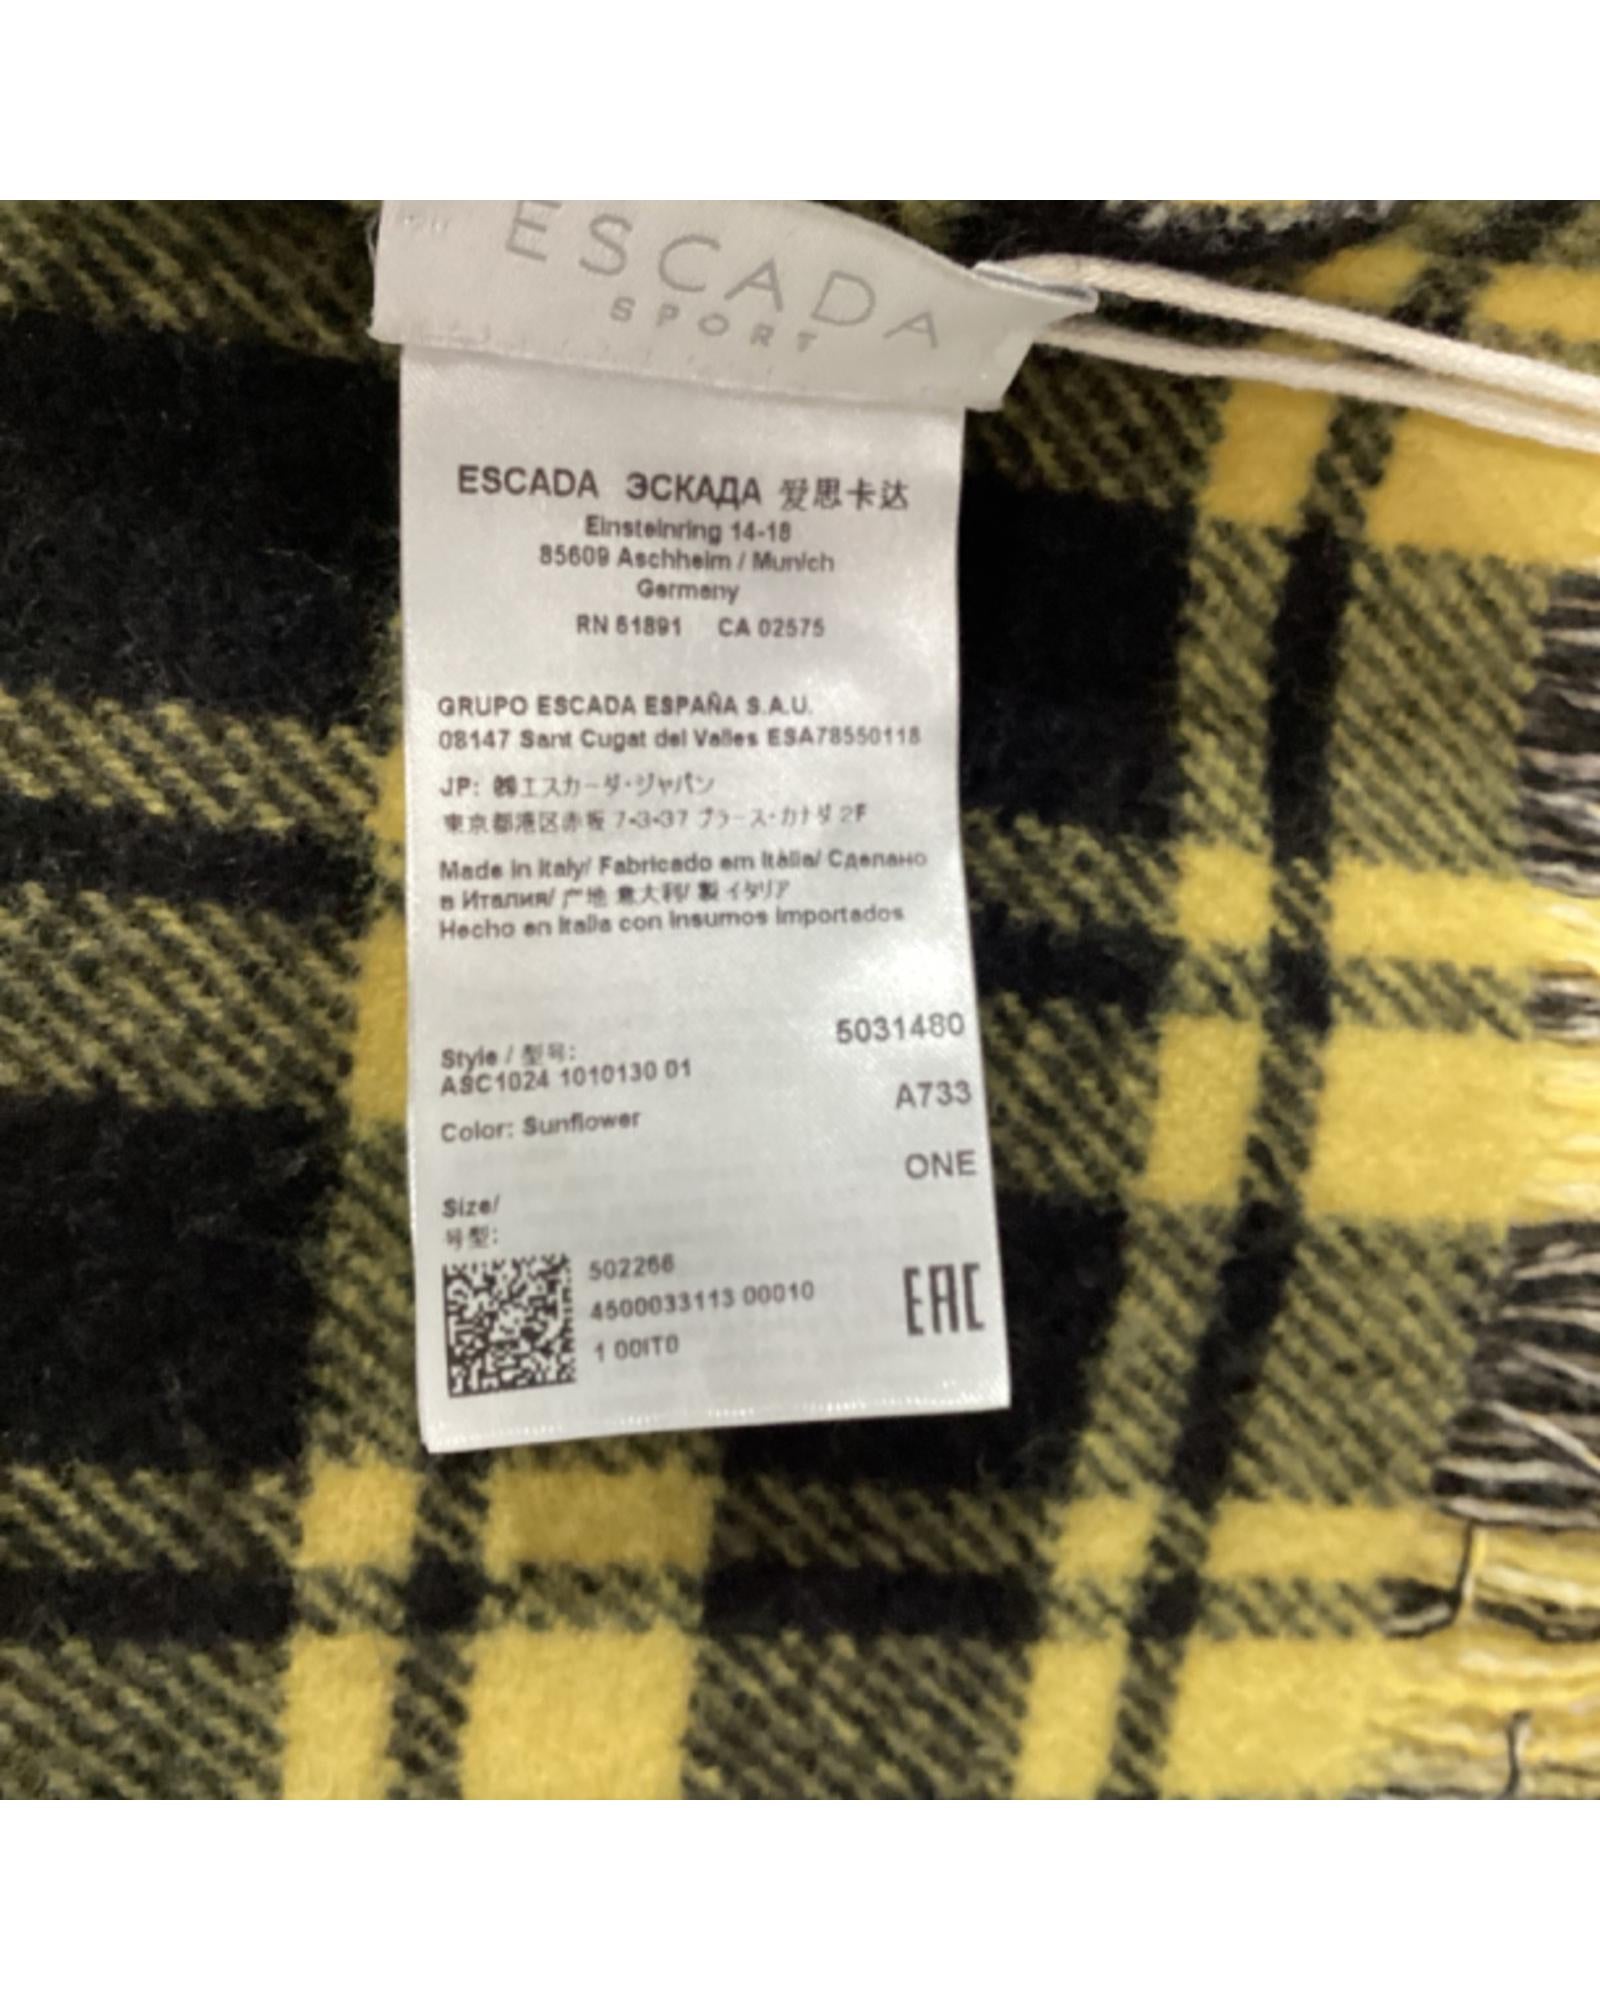 ESCADA
SPORT
ESCADA ЭСКАДА 爱思卡达
Einsteinring 14-18
85609 Aschheim / Munich
Germany
RN 61891 CA 02575
GRUPO ESCADA ESPAÑA S.A.U.
08147 Sant Cugat del Valles ESA78550118
JP: ㈱エスカーダ・ジャパン
東京都港区赤坂 7-3-37 プラース・カナダ 2F
Made in Italy/ Fabricado em Itália/ Сделано
в Италия/ 产地 意大利/ 製 イタリア
Hecho en Italia con insumos importados
5031480
Style / 型号:
ASC1024 1010130 01
A733
Color: Sunflower
ONE
Size/
号型:
502266
4500033113 00010
1 00IT0
EAC